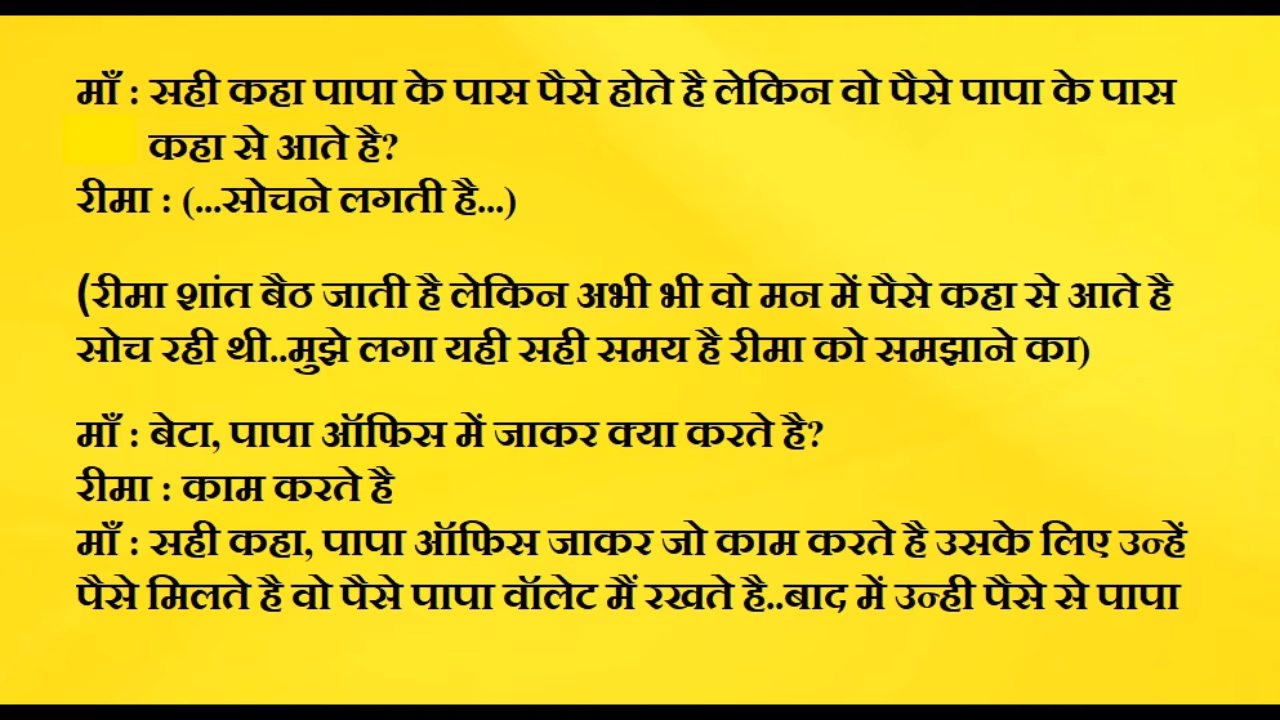 माँ : सही कहा पापा के पास पैसे होते है लेकिन वो पैसे पापा के पास
कहा से आते है?
रीमा : (...सोचने लगती है...)
(रीमा शांत बैठ जाती है लेकिन अभी भी वो मन में पैसे कहा से आते है
सोच रही थी..मुझे लगा यही सही समय है रीमा को समझाने का)
माँ : बेटा, पापा ऑफिस में जाकर क्या करते है?
रीमा : काम करते है
माँ : सही कहा, पापा ऑफिस जाकर जो काम करते है उसके लिए उन्हें
पैसे मिलते है वो पैसे पापा वॉलेट मैं रखते है..बाद में उन्ही पैसे से पापा